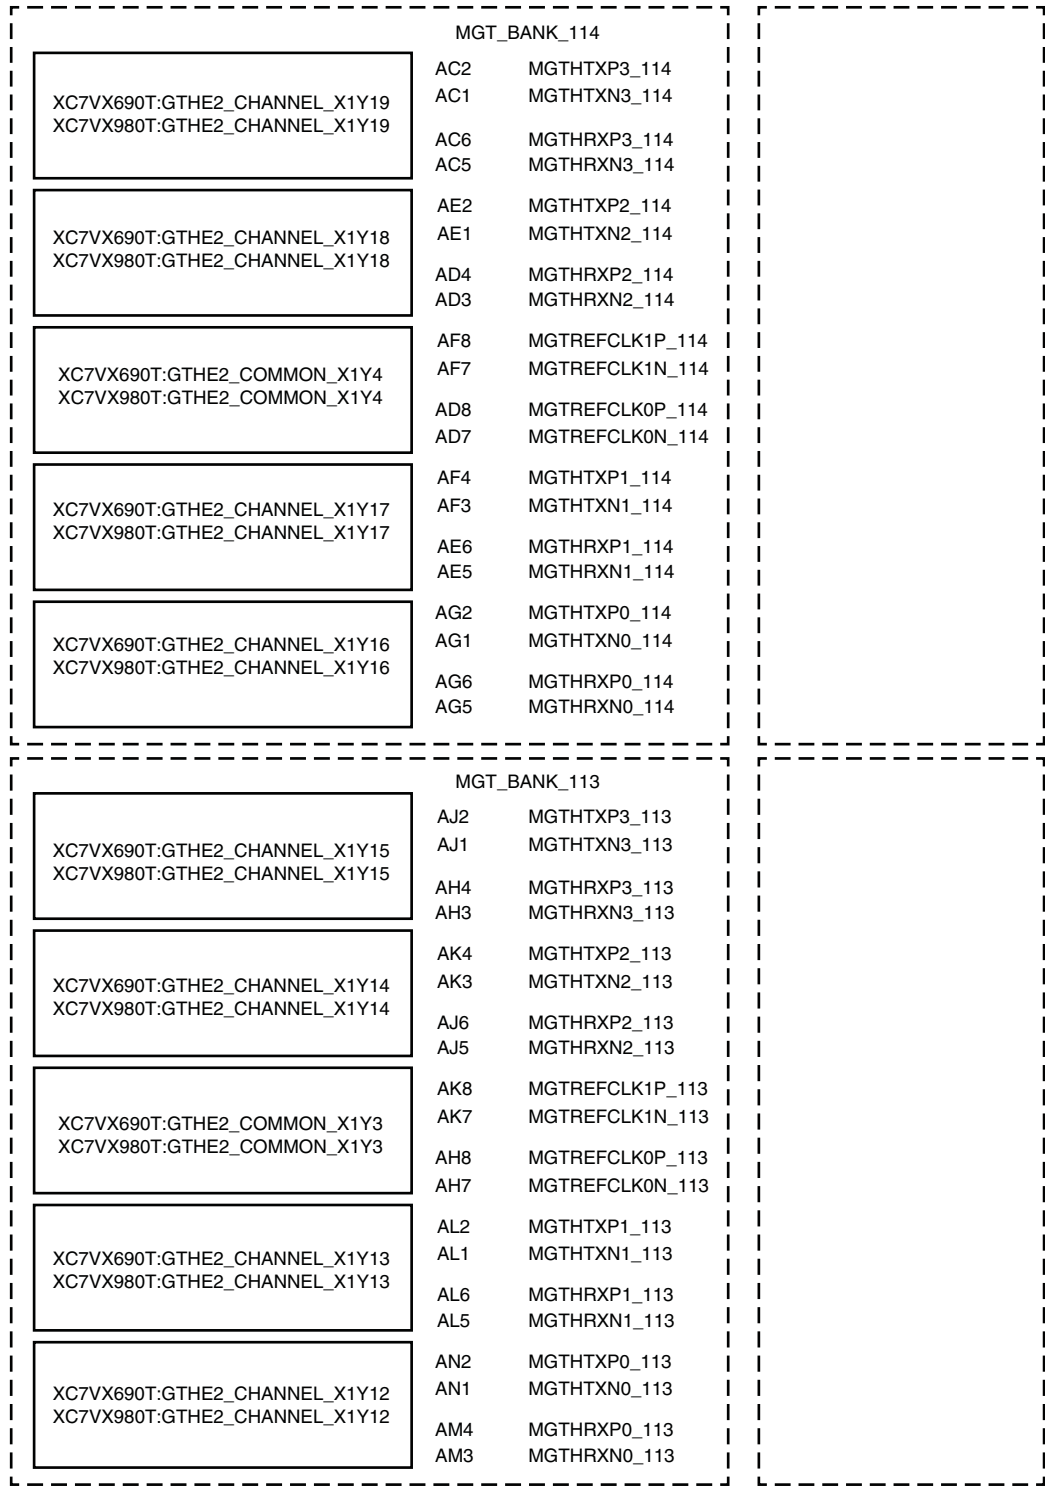 MGT_BANK_114
XC7VX690T:GTHE2_CHANNEL_X1Y19
XC7VX980T:GTHE2_CHANNEL_X1Y19
AC2 MGTHTXP3_114
AC1 MGTHTXN3_114
AC6 MGTHRXP3_114
AC5 MGTHRXN3_114
XC7VX690T:GTHE2_CHANNEL_X1Y18
XC7VX980T:GTHE2_CHANNEL_X1Y18
AE2 MGTHTXP2_114
AE1 MGTHTXN2_114
AD4 MGTHRXP2_114
AD3 MGTHRXN2_114
XC7VX690T:GTHE2_COMMON_X1Y4
XC7VX980T:GTHE2_COMMON_X1Y4
AF8 MGTREFCLK1P_114
AF7 MGTREFCLK1N_114
AD8 MGTREFCLK0P_114
AD7 MGTREFCLK0N_114
XC7VX690T:GTHE2_CHANNEL_X1Y17
XC7VX980T:GTHE2_CHANNEL_X1Y17
AF4 MGTHTXP1_114
AF3 MGTHTXN1_114
AE6 MGTHRXP1_114
AE5 MGTHRXN1_114
XC7VX690T:GTHE2_CHANNEL_X1Y16
XC7VX980T:GTHE2_CHANNEL_X1Y16
AG2 MGTHTXP0_114
AG1 MGTHTXN0_114
AG6 MGTHRXP0_114
AG5 MGTHRXN0_114
MGT_BANK_113
XC7VX690T:GTHE2_CHANNEL_X1Y15
XC7VX980T:GTHE2_CHANNEL_X1Y15
AJ2 MGTHTXP3_113
AJ1 MGTHTXN3_113
AH4 MGTHRXP3_113
AH3 MGTHRXN3_113
XC7VX690T:GTHE2_CHANNEL_X1Y14
XC7VX980T:GTHE2_CHANNEL_X1Y14
AK4 MGTHTXP2_113
AK3 MGTHTXN2_113
AJ6 MGTHRXP2_113
AJ5 MGTHRXN2_113
XC7VX690T:GTHE2_COMMON_X1Y3
XC7VX980T:GTHE2_COMMON_X1Y3
AK8 MGTREFCLK1P_113
AK7 MGTREFCLK1N_113
AH8 MGTREFCLK0P_113
AH7 MGTREFCLK0N_113
XC7VX690T:GTHE2_CHANNEL_X1Y13
XC7VX980T:GTHE2_CHANNEL_X1Y13
AL2 MGTHTXP1_113
AL1 MGTHTXN1_113
AL6 MGTHRXP1_113
AL5 MGTHRXN1_113
XC7VX690T:GTHE2_CHANNEL_X1Y12
XC7VX980T:GTHE2_CHANNEL_X1Y12
AN2 MGTHTXP0_113
AN1 MGTHTXN0_113
AM4 MGTHRXP0_113
AM3 MGTHRXN0_113